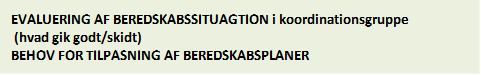 EVALUERING AF BEREDSKABSSITUAGTION i koordinationsgruppe
(hvad gik godt/skidt)
BEHOV FOR TILPASNING AF BEREDSKABSPLANER